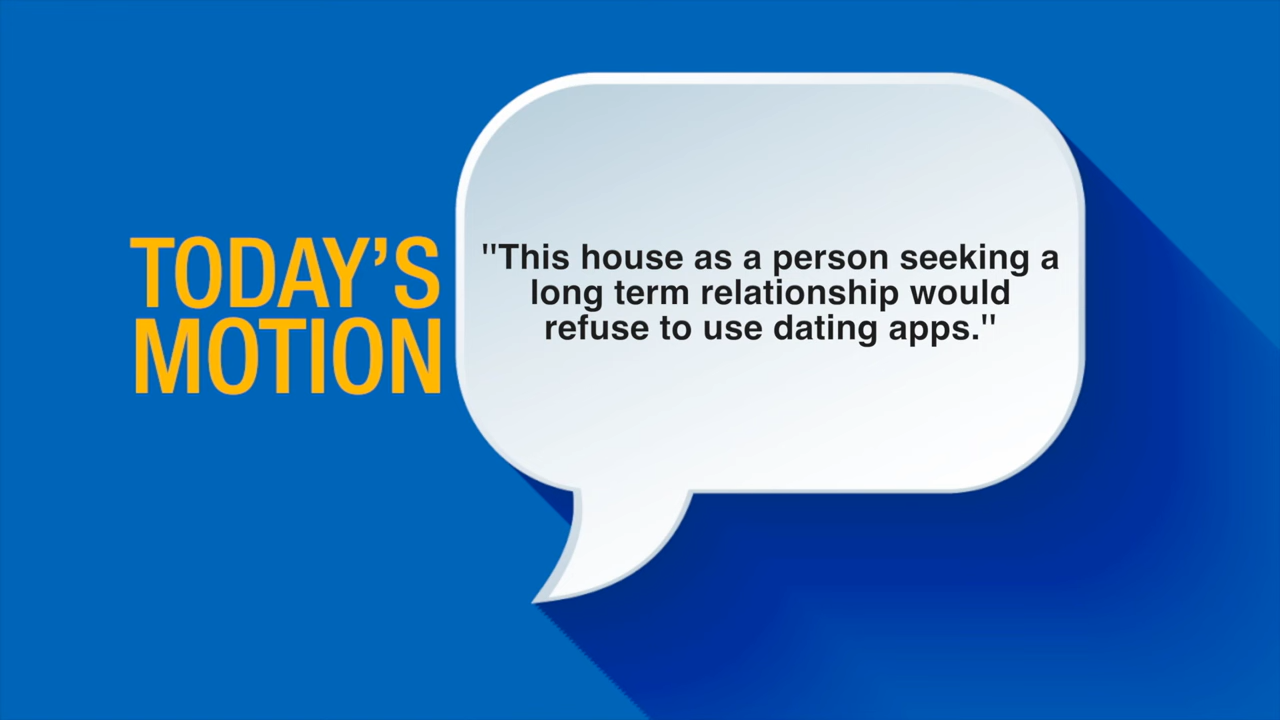 TODAY'S
MOTION
"This house as a person seeking a
long term relationship would
refuse to use dating apps."